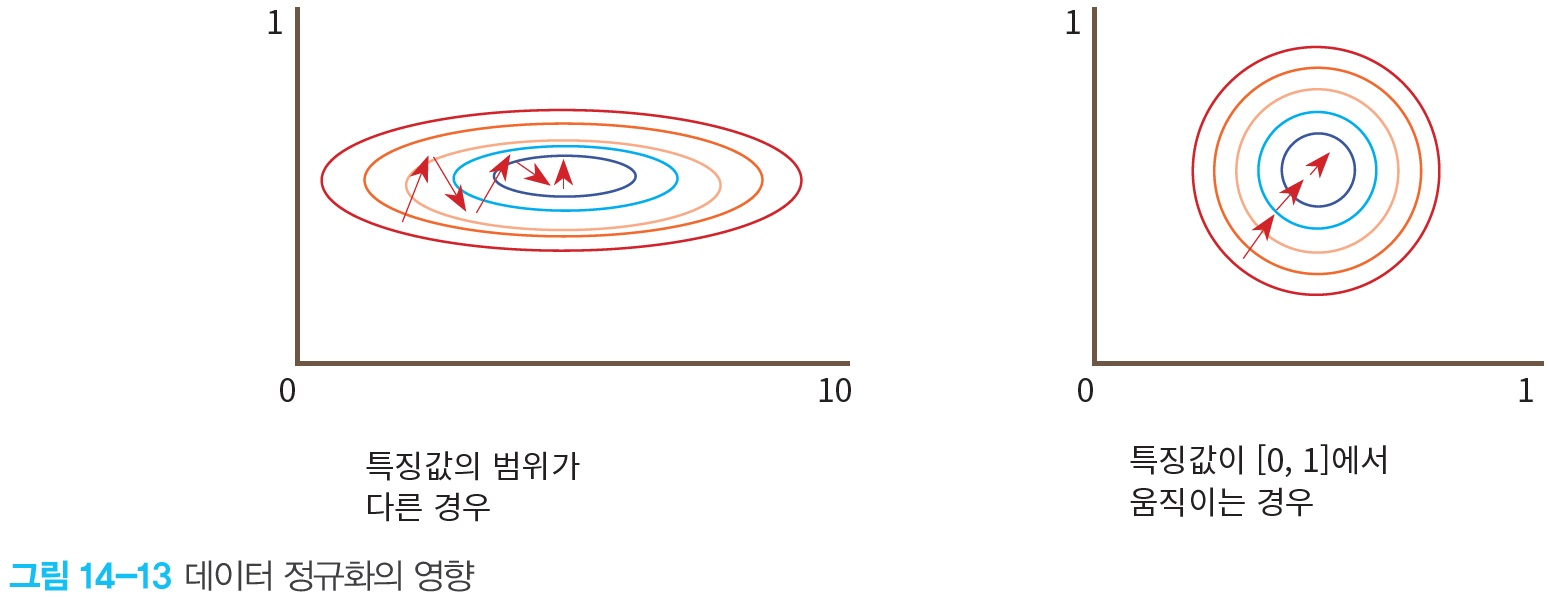 1
0
10
특징값의 범위가
다른 경우
1
0
1
특징값이 [0, 1]에서
움직이는 경우
그림 14-13 데이터 정규화의 영향